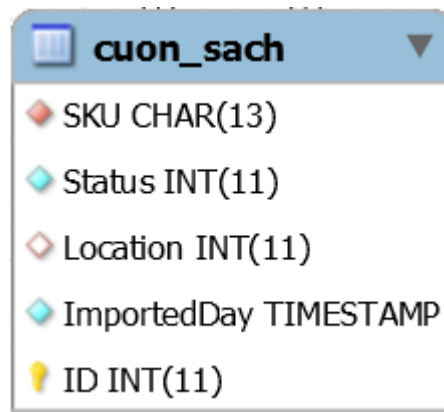 cuon_sach
SKU CHAR(13)
Status INT(11)
Location INT(11)
ImportedDay TIMESTAMP
ID INT(11)